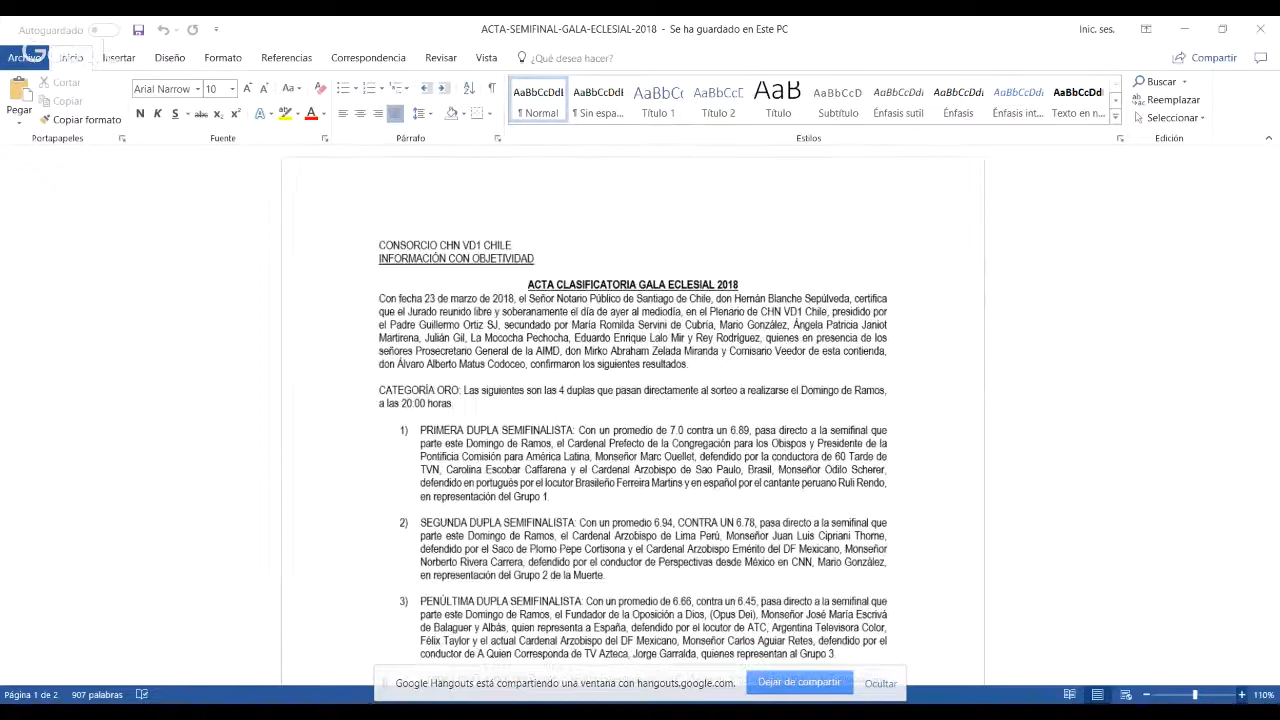 Autoguardado
ACTA-SEMIFINAL-GALA-ECLESIAL-2018 - Se ha guardado en Este PC
Inic. ses.
Archivo Inicio Insertar Diseño Formato Referencias Correspondencia Revisar Vista ¿Qué desea hacer? Compartir
Pegar
Cortar
Copiar
Copiar formato
Portapapeles
Arial Narrow 10
N K S abc x₂ x²
Fuente
Párrafo
AaBbCcDdE AaBbCcDdE AaBbCc AaBbCcC AaB AaBbCcD AaBbCcDdI AaBbCcDdI AaBbCcDdI AaBbCcDdE
¶ Normal ¶ Sin espa... Título 1 Título 2 Título Subtítulo Énfasis sutil Énfasis Énfasis int... Texto en n...
Estilos
Buscar
Reemplazar
Seleccionar
Edición
CONSORCIO CHN VD1 CHILE
INFORMACIÓN CON OBJETIVIDAD
ACTA CLASIFICATORIA GALA ECLESIAL 2018
Con fecha 23 de marzo de 2018, el Señor Notario Público de Santiago de Chile, don Hernán Blanche Sepúlveda, certifica
que el Jurado reunido libre y soberanamente el día de ayer al mediodía, en el Plenario de CHN VD1 Chile, presidido por
el Padre Guillermo Ortiz SJ, secundado por María Romilda Servini de Cubría, Mario González, Ángela Patricia Janiot
Martirena, Julián Gil, La Mococha Pechocha, Eduardo Enrique Lalo Mir y Rey Rodríguez, quienes en presencia de los
señores Prosecretario General de la AIMD, don Mirko Abraham Zelada Miranda y Comisario Veedor de esta contienda,
don Álvaro Alberto Matus Codoceo, confirmaron los siguientes resultados.
CATEGORÍA ORO: Las siguientes son las 4 duplas que pasan directamente al sorteo a realizarse el Domingo de Ramos,
a las 20:00 horas.
1) PRIMERA DUPLA SEMIFINALISTA: Con un promedio de 7.0 contra un 6.89, pasa directo a la semifinal que
parte este Domingo de Ramos, el Cardenal Prefecto de la Congregación para los Obispos y Presidente de la
Pontificia Comisión para América Latina, Monseñor Marc Ouellet, defendido por la conductora de 60 Tarde de
TVN, Carolina Escobar Caffarena y el Cardenal Arzobispo de Sao Paulo, Brasil, Monseñor Odilo Scherer,
defendido en portugués por el locutor Brasileño Ferreira Martins y en español por el cantante peruano Ruli Rendo,
en representación del Grupo 1.
2) SEGUNDA DUPLA SEMIFINALISTA: Con un promedio 6.94, CONTRA UN 6.78, pasa directo a la semifinal que
parte este Domingo de Ramos, el Cardenal Arzobispo de Lima Perú, Monseñor Juan Luis Cipriani Thorne,
defendido por el Saco de Plomo Pepe Cortisona y el Cardenal Arzobispo Emérito del DF Mexicano, Monseñor
Norberto Rivera Carrera, defendido por el conductor de Perspectivas desde México en CNN, Mario González,
en representación del Grupo 2 de la Muerte.
3) PENÚLTIMA DUPLA SEMIFINALISTA: Con un promedio de 6.66, contra un 6.45, pasa directo a la semifinal que
parte este Domingo de Ramos, el Fundador de la Oposición a Dios, (Opus Dei), Monseñor José María Escrivá
de Balaguer y Albás, quien representa a España, defendido por el locutor de ATC, Argentina Televisora Color,
Félix Taylor y el actual Cardenal Arzobispo del DF Mexicano, Monseñor Carlos Aguiar Retes, defendido por el
conductor de A Quien Corresponda de TV Azteca, Jorge Garralda, quienes representan al Grupo 3.
Google Hangouts está compartiendo una ventana con hangouts.google.com. Dejar de compartir Ocultar
Página 1 de 2 907 palabras 110%